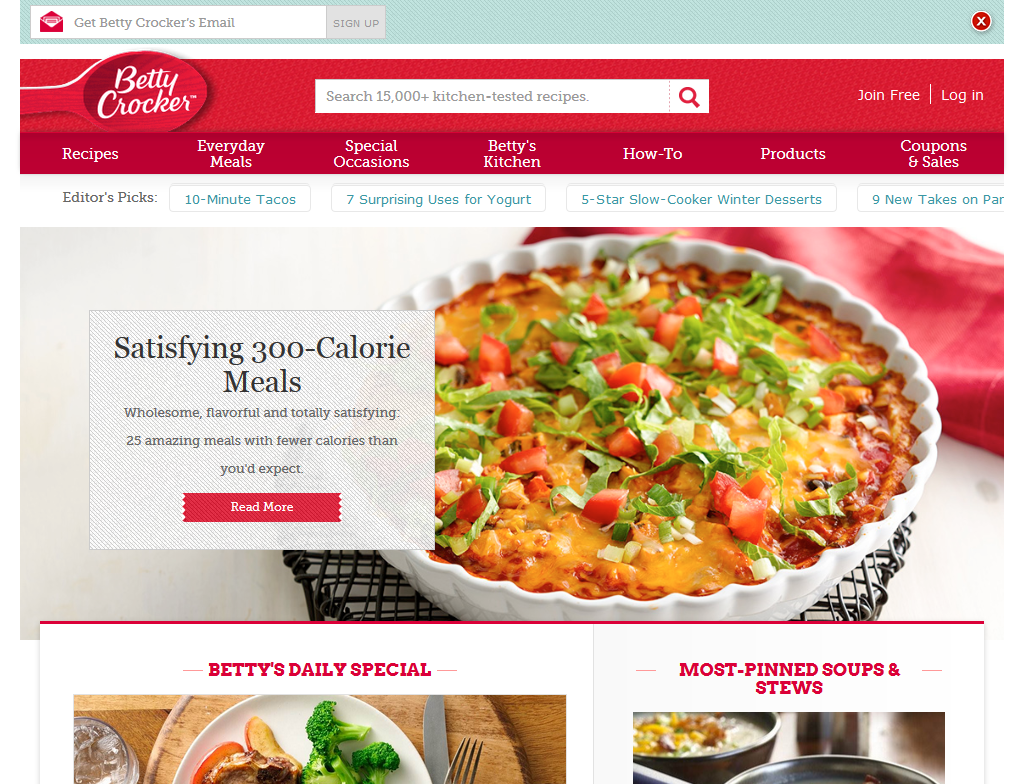 Get Betty Crocker's Email
SIGN UP
X
Betty
Crocker™
Search 15,000+ kitchen-tested recipes.
Join Free
Log in
Recipes
Everyday
Meals
Special
Occasions
Betty's
Kitchen
How-To
Products
Coupons
& Sales
Editor's Picks:
10-Minute Tacos
7 Surprising Uses for Yogurt
5-Star Slow-Cooker Winter Desserts
9 New Takes on Par
Satisfying 300-Calorie
Meals
Wholesome, flavorful and totally satisfying:
25 amazing meals with fewer calories than
you'd expect.
Read More
BETTY'S DAILY SPECIAL
MOST-PINNED SOUPS &
STEWS